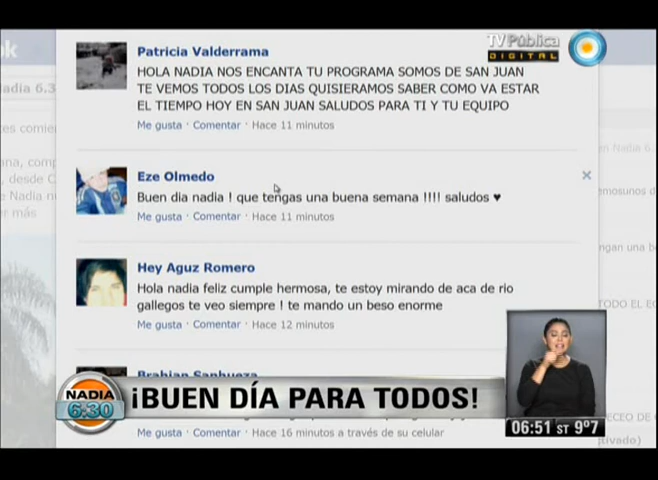 TV Pública
DIGITAL
Patricia Valderrama
HOLA NADIA NOS ENCANTA TU PROGRAMA SOMOS DE SAN JUAN
TE VEMOS TODOS LOS DIAS QUISIERAMOS SABER COMO VA ESTAR
EL TIEMPO HOY EN SAN JUAN SALUDOS PARA TI Y TU EQUIPO
Me gusta · Comentar · Hace 11 minutos
Eze Olmedo
Buen dia nadia ! que tengas una buena semana !!!! saludos ♥
Me gusta · Comentar · Hace 11 minutos
Hey Aguz Romero
Hola nadia feliz cumple hermosa, te estoy mirando de aca de rio
gallegos te veo siempre ! te mando un beso enorme
Me gusta · Comentar · Hace 12 minutos
Brahian Sanhueza
NADIA
6:30
¡BUEN DÍA PARA TODOS!
Me gusta · Comentar · Hace 16 minutos a través de su celular
06:51 ST 9º7